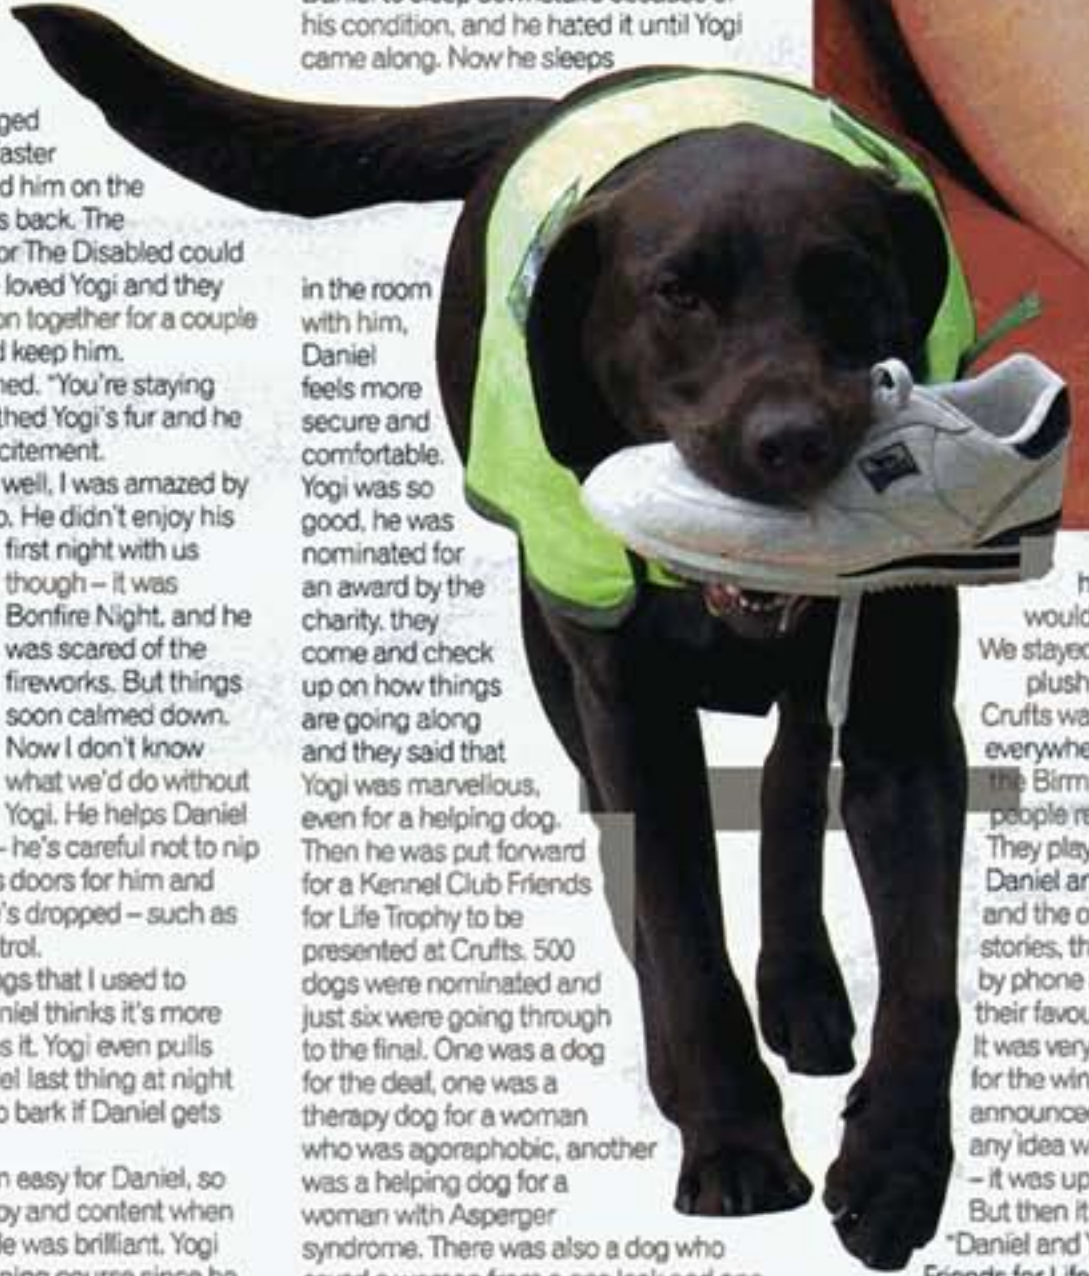 ged
aster
d him on the
s back. The
or The Disabled could
loved Yogi and they
on together for a couple
d keep him.
ned. "You're staying
thed Yogi's fur and he
citement.
well, I was amazed by
o. He didn't enjoy his
first night with us
though – it was
Bonfire Night, and he
was scared of the
fireworks. But things
soon calmed down.
Now I don't know
what we'd do without
Yogi. He helps Daniel
– he's careful not to nip
s doors for him and
e's dropped – such as
trol.
ngs that I used to
niel thinks it's more
s it. Yogi even pulls
el last thing at night
o bark if Daniel gets
n easy for Daniel, so
py and content when
He was brilliant. Yogi
his condition, and he hated it until Yogi
came along. Now he sleeps
in the room
with him,
Daniel
feels more
secure and
comfortable.
Yogi was so
good, he was
nominated for
an award by the
charity, they
come and check
up on how things
are going along
and they said that
Yogi was marvellous,
even for a helping dog.
Then he was put forward
for a Kennel Club Friends
for Life Trophy to be
presented at Crufts. 500
dogs were nominated and
just six were going through
to the final. One was a dog
for the deaf, one was a
therapy dog for a woman
who was agoraphobic, another
was a helping dog for a
woman with Asperger
syndrome. There was also a dog who
h
would
We stayed
plush
Crufts wa
everywhe
the Birm
people m
They play
Daniel an
and the o
stories, th
by phone
their favou
It was very
for the win
announce
any idea w
– it was up
But then it
"Daniel and Y
Friends for Life